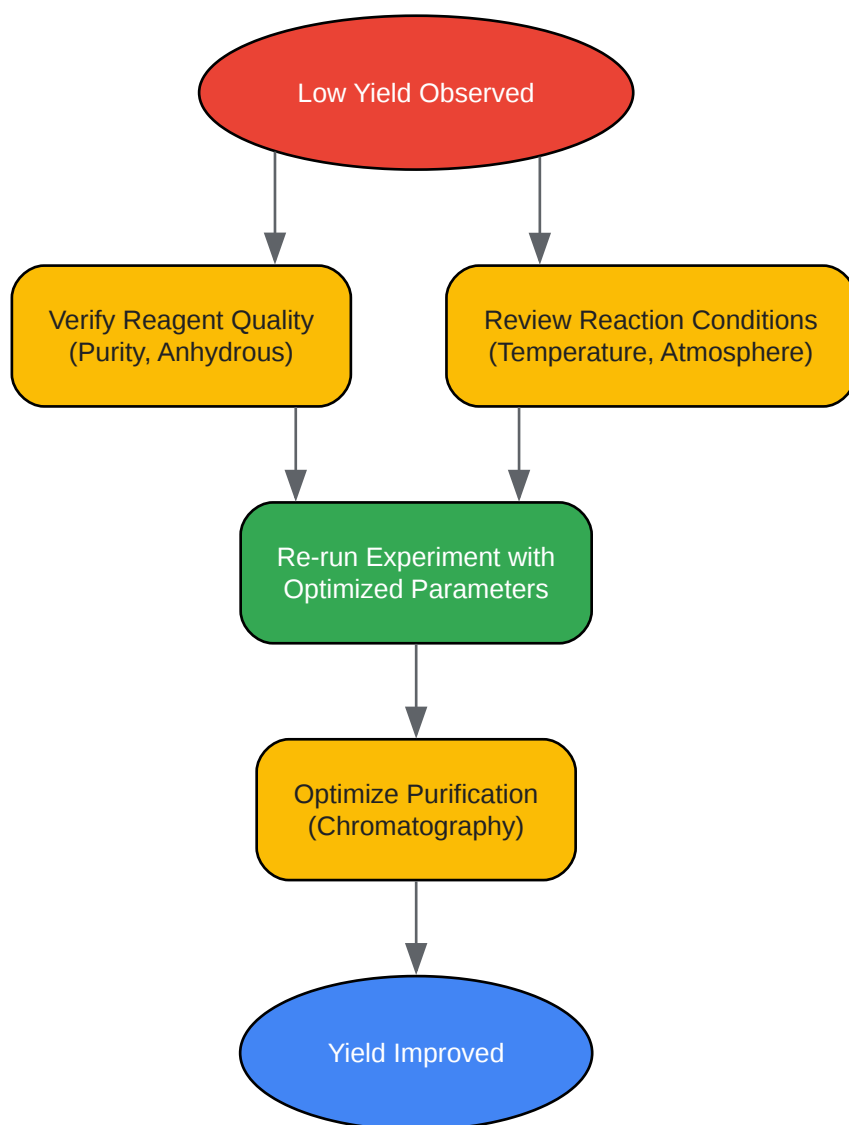 Low Yield Observed
Verify Reagent Quality
(Purity, Anhydrous)
Review Reaction Conditions
(Temperature, Atmosphere)
Re-run Experiment with
Optimized Parameters
Optimize Purification
(Chromatography)
Yield Improved